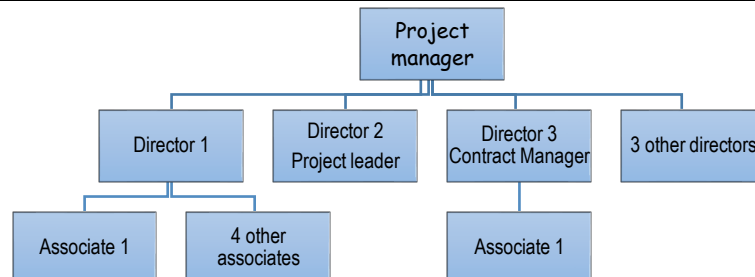 Project
manager
Director 1
Director 2
Project leader
Director 3
Contract Manager
3 other directors
Associate 1
4 other
associates
Associate 1